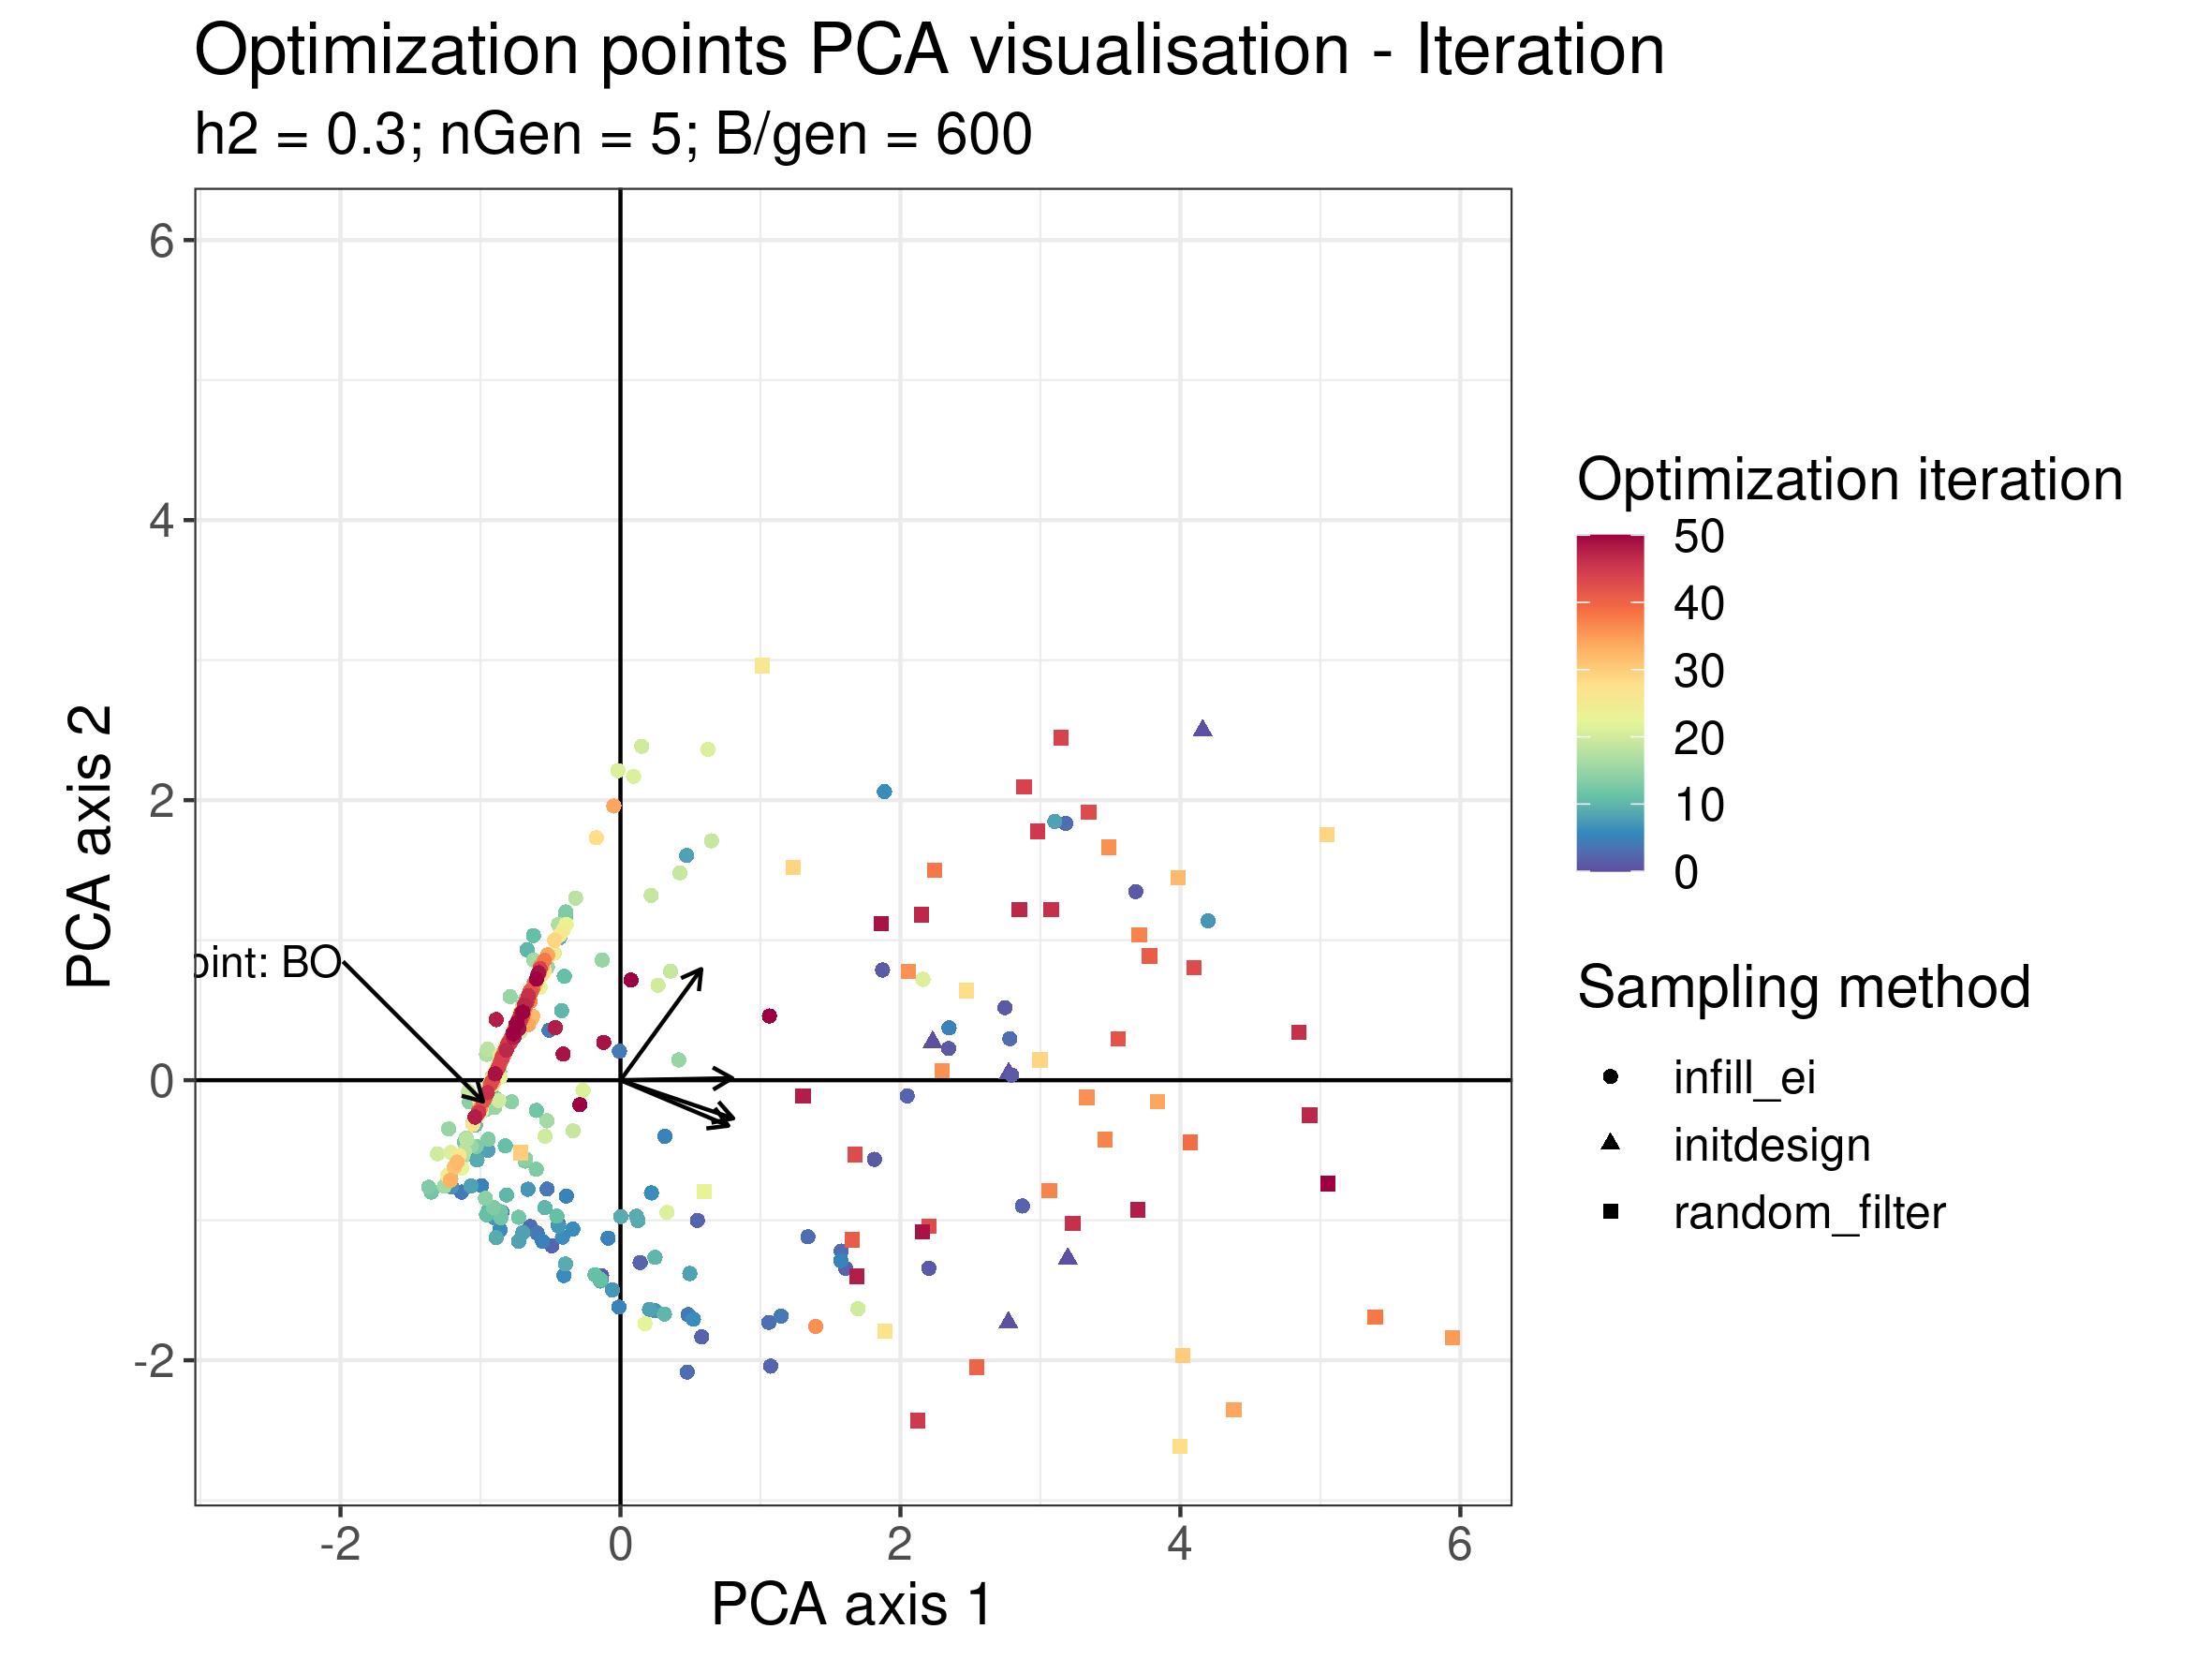 Optimization points PCA visualisation - Iteration
h2 = 0.3; nGen = 5; B/gen = 600
PCA axis 2
6
4
2
0
-2
oint: BO
-2
0
2
4
6
PCA axis 1
Optimization iteration
50
40
30
20
10
0
Sampling method
infill_ei
initdesign
random_filter